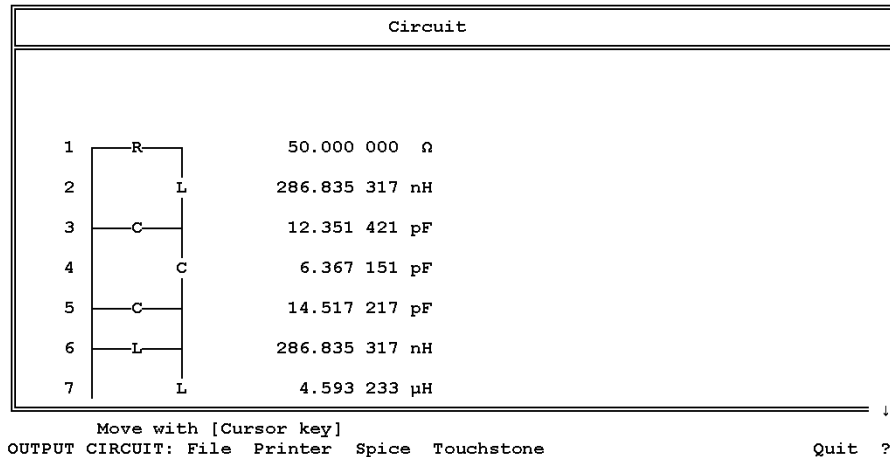 Circuit
1 R 50.000 000 Ω
2 L 286.835 317 nH
3 C 12.351 421 pF
4 C 6.367 151 pF
5 C 14.517 217 pF
6 L 286.835 317 nH
7 L 4.593 233 µH
↓
Move with [Cursor key]
OUTPUT CIRCUIT: File Printer Spice Touchstone Quit ?